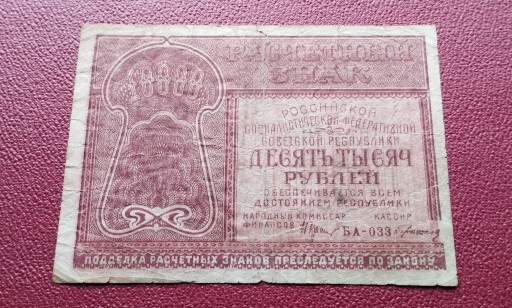 РАСЧЕТНЫЙ
ЗНАК
РОССИЙСКОЙ
СОЦИАЛИСТИЧЕСКОЙ ФЕДЕРАТИВНОЙ
СОВЕТСКОЙ РЕСПУБЛИКИ
ДЕСЯТЬ ТЫСЯЧ
РУБЛЕЙ
ОБЕСПЕЧИВАЕТСЯ ВСЕМ
ДОСТОЯНИЕМ РЕСПУБЛИКИ
НАРОДНЫЙ КОМИССАР КАССИР
ФИНАНСОВ
БА-033
ПОДДЕЛКА РАСЧЕТНЫХ ЗНАКОВ ПРЕСЛЕДУЕТСЯ ПО ЗАКОНУ